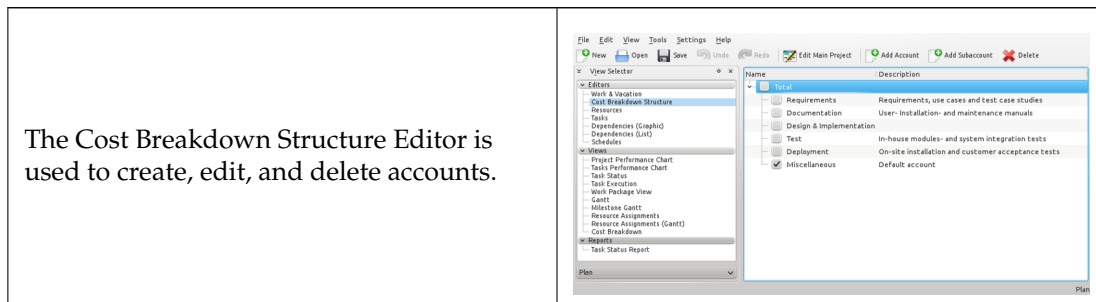 The Cost Breakdown Structure Editor is
used to create, edit, and delete accounts.
File Edit View Tools Settings Help
New Open Save Undo Redo Edit Main Project Add Account Add Subaccount Delete
View Selector
Editors
Work & Vacation
Cost Breakdown Structure
Resources
Tasks
Dependencies (Graphic)
Dependencies (List)
Schedules
Views
Project Performance Chart
Tasks Performance Chart
Task Status
Task Execution
Work Package View
Gantt
Milestone Gantt
Resource Assignments
Resource Assignments (Gantt)
Cost Breakdown
Reports
Task Status Report
Plan
Name Description
Total
Requirements Requirements, use cases and test case studies
Documentation User- Installation- and maintenance manuals
Design & Implementation
Test In-house modules- and system integration tests
Deployment On-site installation and customer acceptance tests
Miscellaneous Default account
Plan